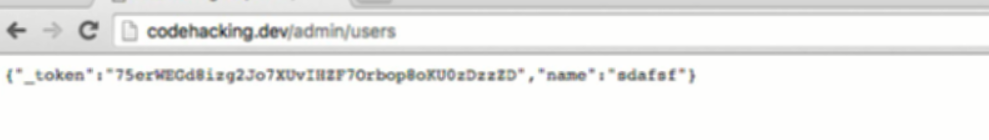 codehacking.dev/admin/users
{"_token":"75erWEGd8izg2Jo7XUvIHZF7Orbop8oKU0zDzzZD","name":"sdafsf"}